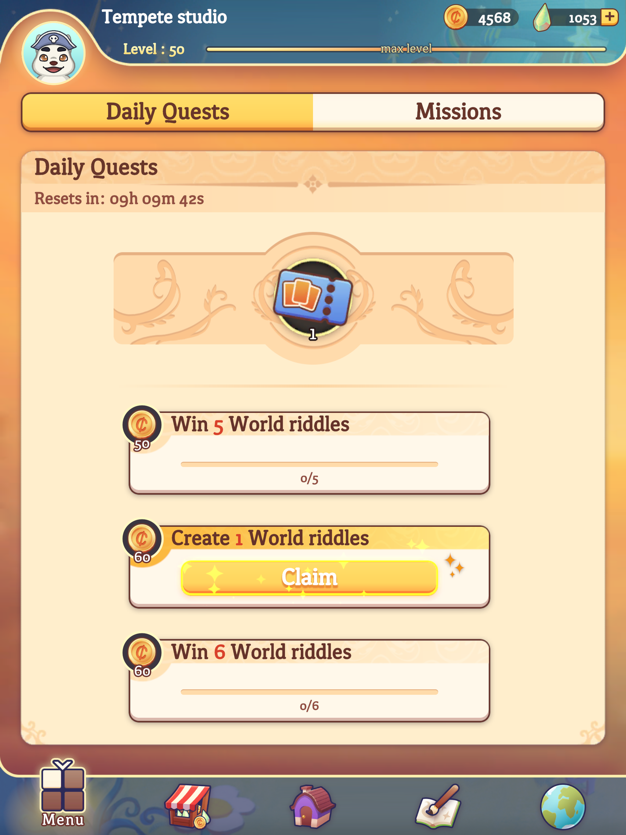 Tempete studio
4568
1053
Level : 50
max level
Daily Quests
Missions
Daily Quests
Resets in: 09h 09m 42s
1
Win 5 World riddles
50
0/5
Create 1 World riddles
60
Claim
Win 6 World riddles
60
0/6
Menu